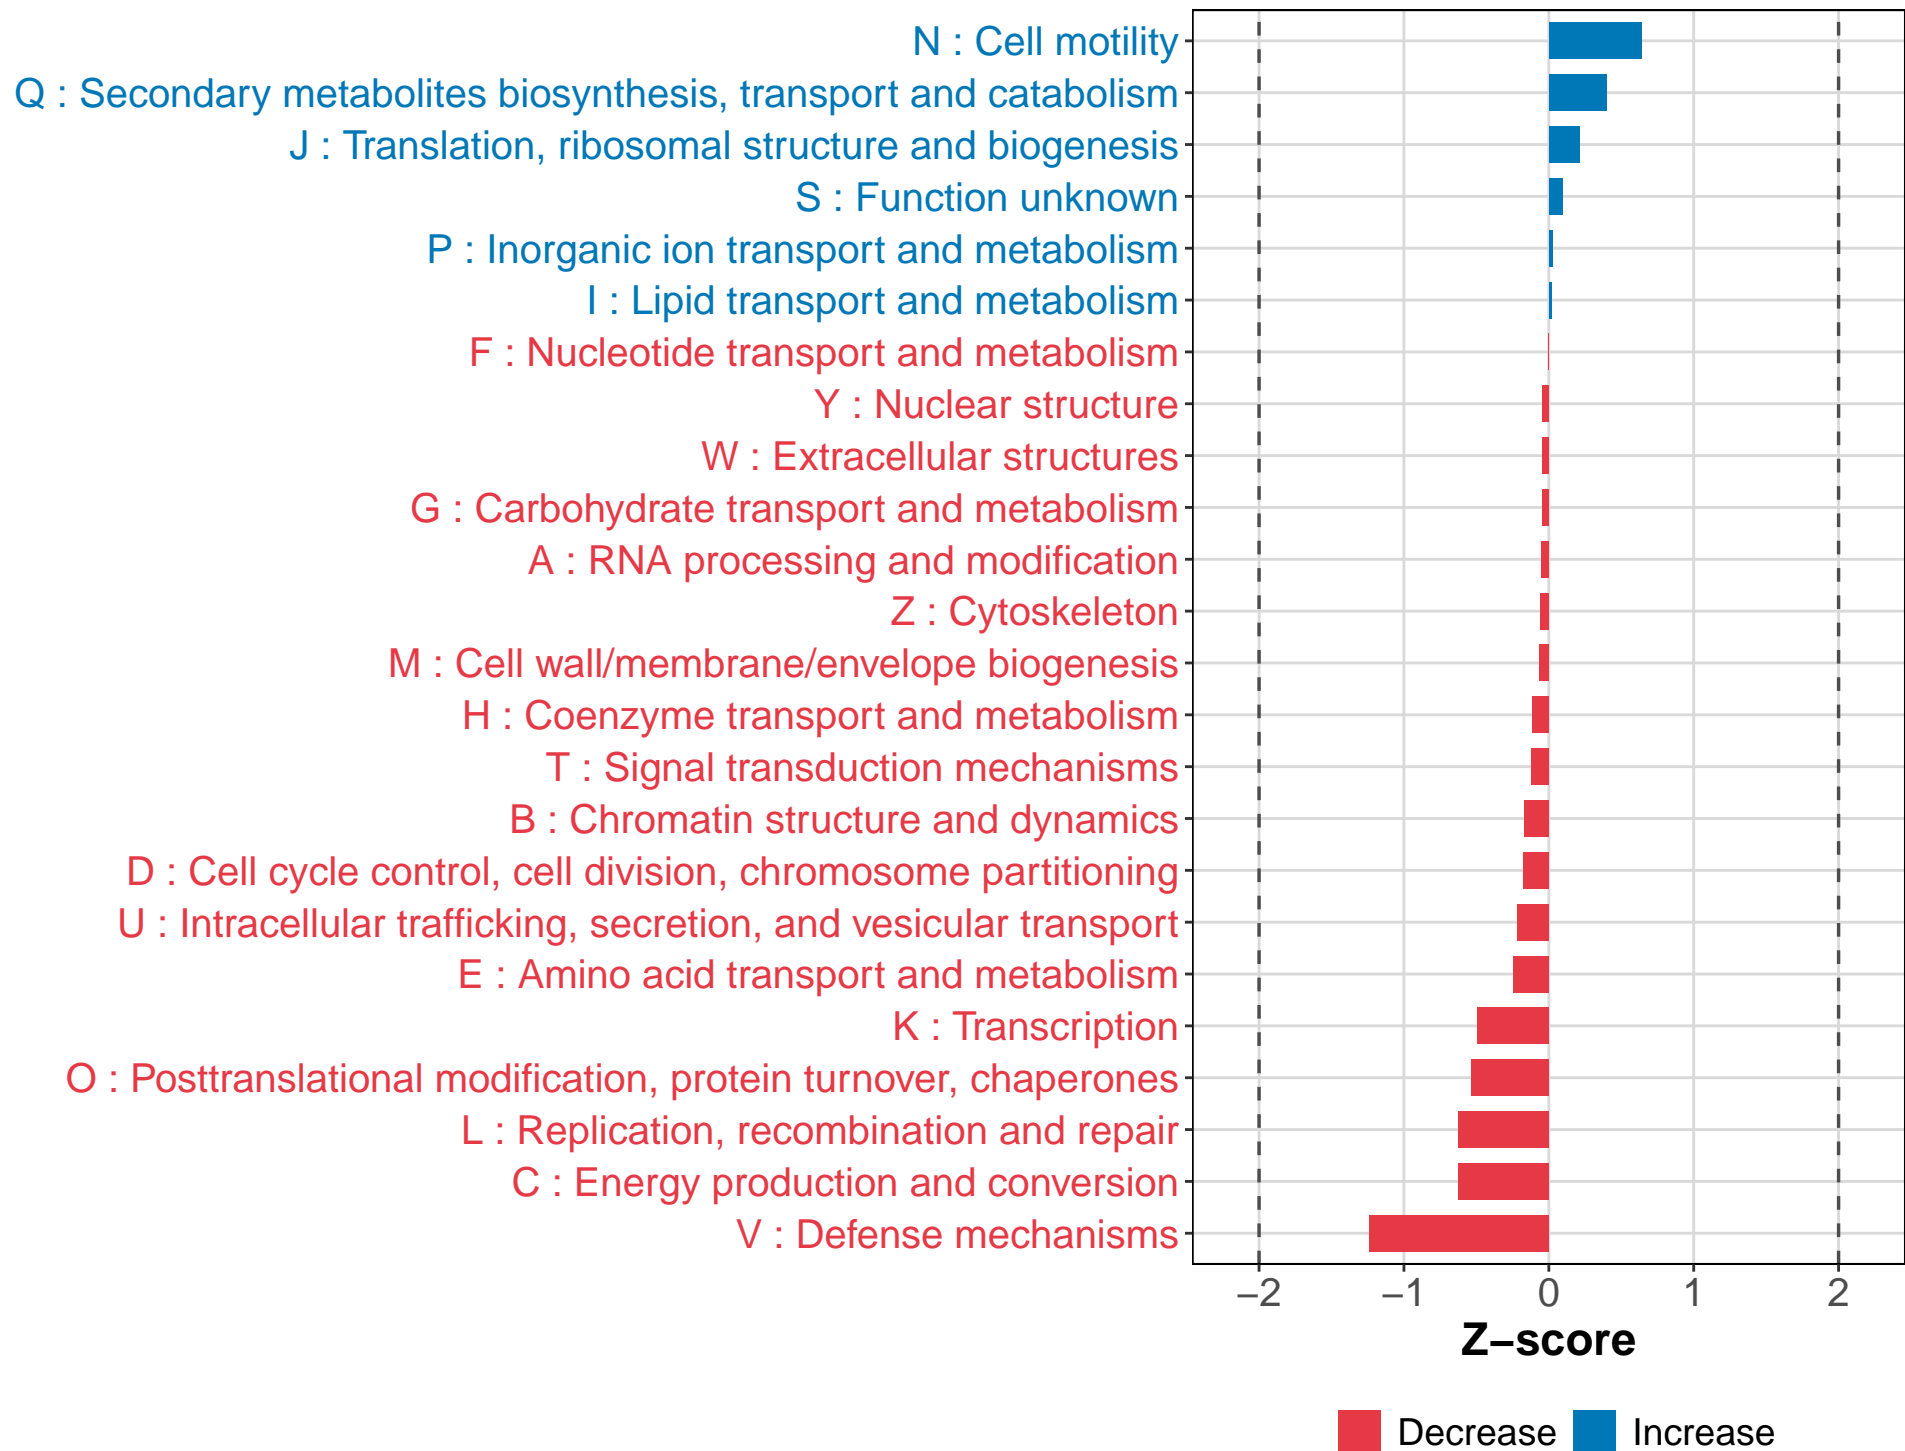 N : Cell motility
Q : Secondary metabolites biosynthesis, transport and catabolism
J : Translation, ribosomal structure and biogenesis
S : Function unknown
P : Inorganic ion transport and metabolism
I : Lipid transport and metabolism
F : Nucleotide transport and metabolism
Y : Nuclear structure
W : Extracellular structures
G : Carbohydrate transport and metabolism
A : RNA processing and modification
Z : Cytoskeleton
M : Cell wall/membrane/envelope biogenesis
H : Coenzyme transport and metabolism
T : Signal transduction mechanisms
B : Chromatin structure and dynamics
D : Cell cycle control, cell division, chromosome partitioning
U : Intracellular trafficking, secretion, and vesicular transport
E : Amino acid transport and metabolism
K : Transcription
O : Posttranslational modification, protein turnover, chaperones
L : Replication, recombination and repair
C : Energy production and conversion
V : Defense mechanisms
−2 −1 0 1 2
Z−score
Decrease Increase